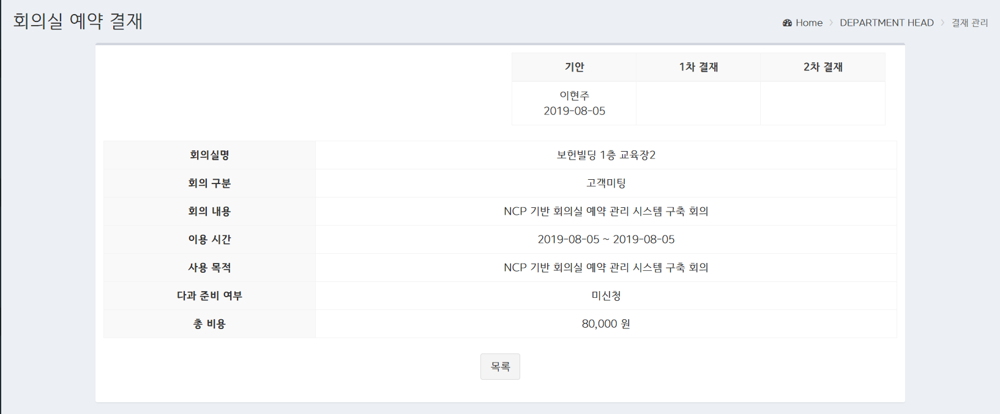 회의실 예약 결재
Home > DEPARTMENT HEAD > 결재 관리
기안 1차 결재 2차 결재
이현주
2019-08-05
회의실명 보헌빌딩 1층 교육장2
회의 구분 고객미팅
회의 내용 NCP 기반 회의실 예약 관리 시스템 구축 회의
이용 시간 2019-08-05 ~ 2019-08-05
사용 목적 NCP 기반 회의실 예약 관리 시스템 구축 회의
다과 준비 여부 미신청
총 비용 80,000 원
목록